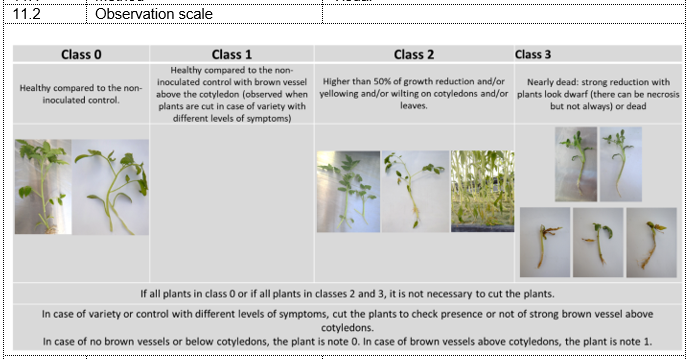 11.2 Observation scale
Class 0 Class 1 Class 2 Class 3
Healthy compared to the non-
inoculated control.
Healthy compared to the non-
inoculated control with brown vessel
above the cotyledon (observed when
plants are cut in case of variety with
different levels of symptoms)
Higher than 50% of growth reduction and/or
yellowing and/or wilting on cotyledons and/or
leaves.
Nearly dead: strong reduction with
plants look dwarf (there can be necrosis
but not always) or dead
If all plants in class 0 or if all plants in classes 2 and 3, it is not necessary to cut the plants.
In case of variety or control with different levels of symptoms, cut the plants to check presence or not of strong brown vessel above
cotyledons.
In case of no brown vessels or below cotyledons, the plant is note 0. In case of brown vessels above cotyledons, the plant is note 1.